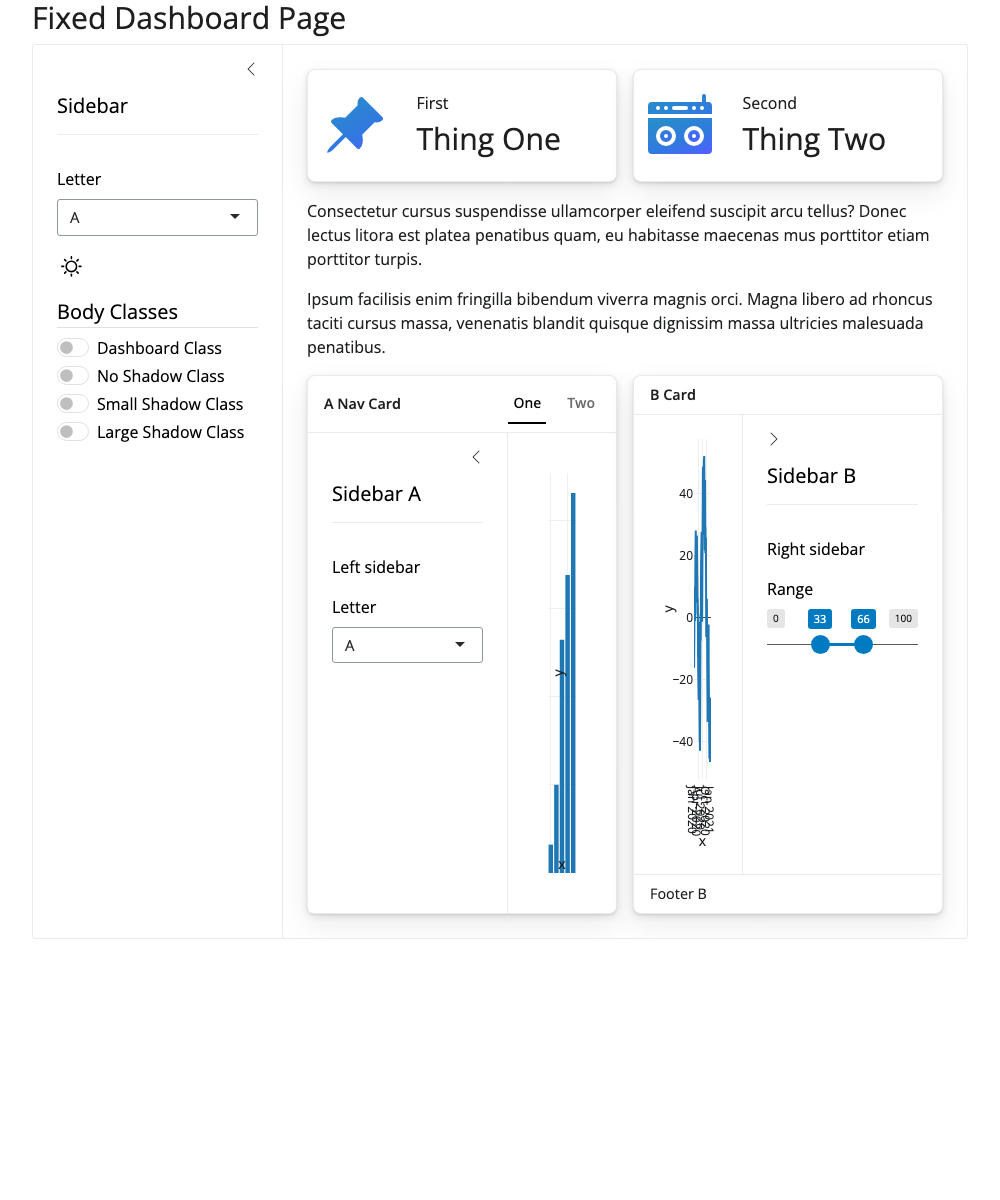 Fixed Dashboard Page
Sidebar
Letter
A
Body Classes
Dashboard Class
No Shadow Class
Small Shadow Class
Large Shadow Class
First
Thing One
Second
Thing Two
Consectetur cursus suspendisse ullamcorper eleifend suscipit arcu tellus? Donec
lectus litora est platea penatibus quam, eu habitasse maecenas mus porttitor etiam
porttitor turpis.
Ipsum facilisis enim fringilla bibendum viverra magnis orci. Magna libero ad rhoncus
taciti cursus massa, venenatis blandit quisque dignissim massa ultricies malesuada
penatibus.
A Nav Card
One
Two
Sidebar A
Left sidebar
Letter
A
y
x
B Card
40
20
0
−20
−40
y
Jan 2020
Jan 2021
x
Sidebar B
Right sidebar
Range
0
33
66
100
Footer B